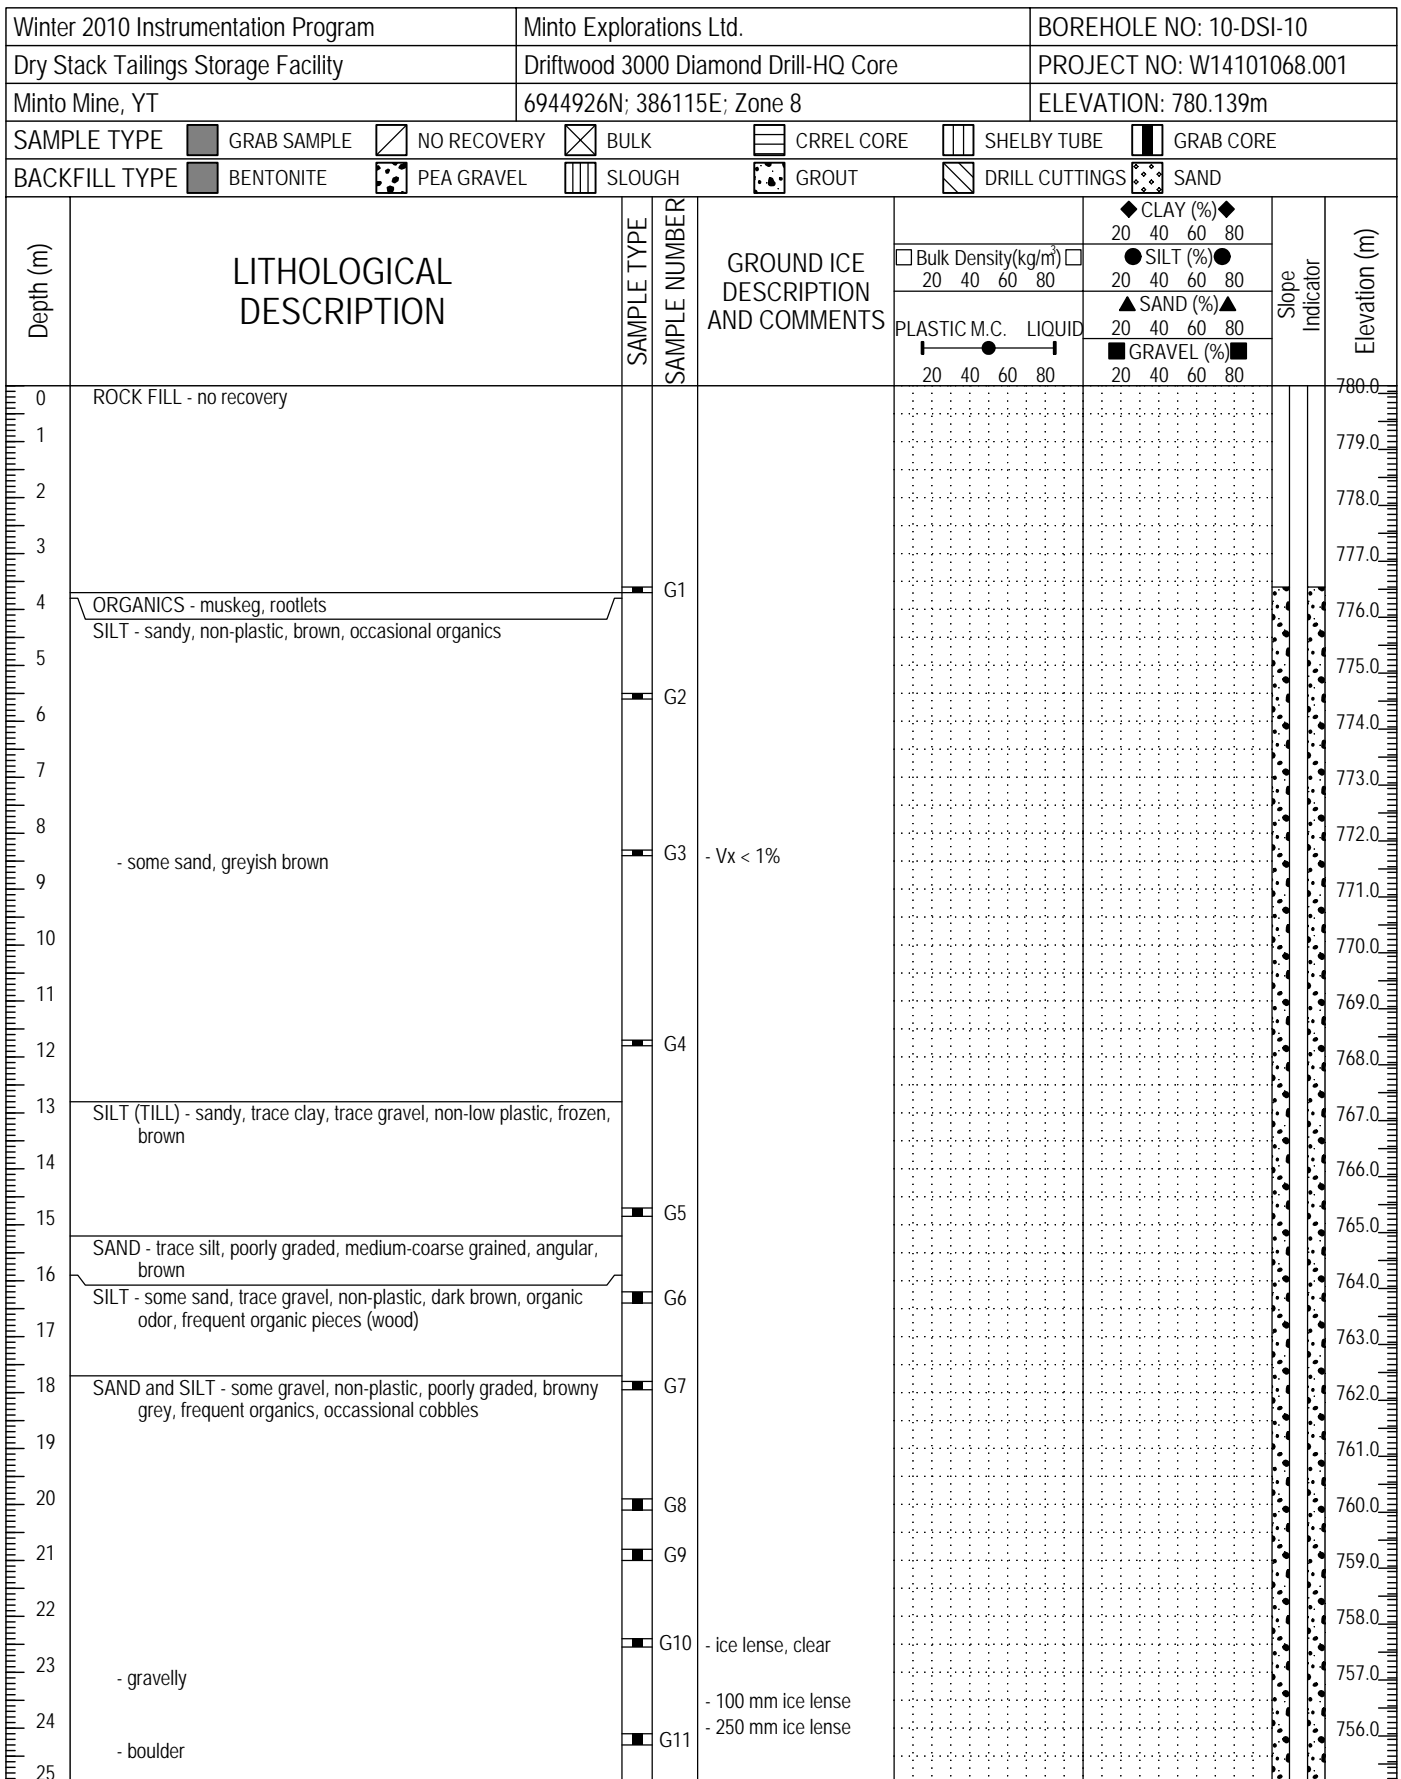 Winter 2010 Instrumentation Program
Minto Explorations Ltd.
BOREHOLE NO: 10-DSI-10
Dry Stack Tailings Storage Facility
Driftwood 3000 Diamond Drill-HQ Core
PROJECT NO: W14101068.001
Minto Mine, YT
6944926N; 386115E; Zone 8
ELEVATION: 780.139m
SAMPLE TYPE GRAB SAMPLE NO RECOVERY BULK CRREL CORE SHELBY TUBE GRAB CORE
BACKFILL TYPE BENTONITE PEA GRAVEL SLOUGH GROUT DRILL CUTTINGS SAND
Depth (m)
LITHOLOGICAL
DESCRIPTION
SAMPLE TYPE
SAMPLE NUMBER
GROUND ICE
DESCRIPTION
AND COMMENTS
Bulk Density(kg/m³)
20 40 60 80
PLASTIC M.C. LIQUID
20 40 60 80
CLAY (%)
20 40 60 80
SILT (%)
20 40 60 80
SAND (%)
20 40 60 80
GRAVEL (%)
20 40 60 80
Slope
Indicator
Elevation (m)
780.0
0 ROCK FILL - no recovery
1 779.0
2 778.0
3 777.0
G1
4 ORGANICS - muskeg, rootlets 776.0
SILT - sandy, non-plastic, brown, occasional organics
5 775.0
G2
6 774.0
7 773.0
8 772.0
- some sand, greyish brown G3 - Vx < 1%
9 771.0
10 770.0
11 769.0
G4
12 768.0
13 SILT (TILL) - sandy, trace clay, trace gravel, non-low plastic, frozen, 767.0
brown
14 766.0
G5
15 765.0
SAND - trace silt, poorly graded, medium-coarse grained, angular,
brown
16 764.0
SILT - some sand, trace gravel, non-plastic, dark brown, organic G6
odor, frequent organic pieces (wood)
17 763.0
18 SAND and SILT - some gravel, non-plastic, poorly graded, browny G7 762.0
grey, frequent organics, occassional cobbles
19 761.0
20 G8 760.0
21 G9 759.0
22 758.0
G10 - ice lense, clear
23 757.0
- gravelly
- 100 mm ice lense
24 - 250 mm ice lense 756.0
G11
- boulder
25